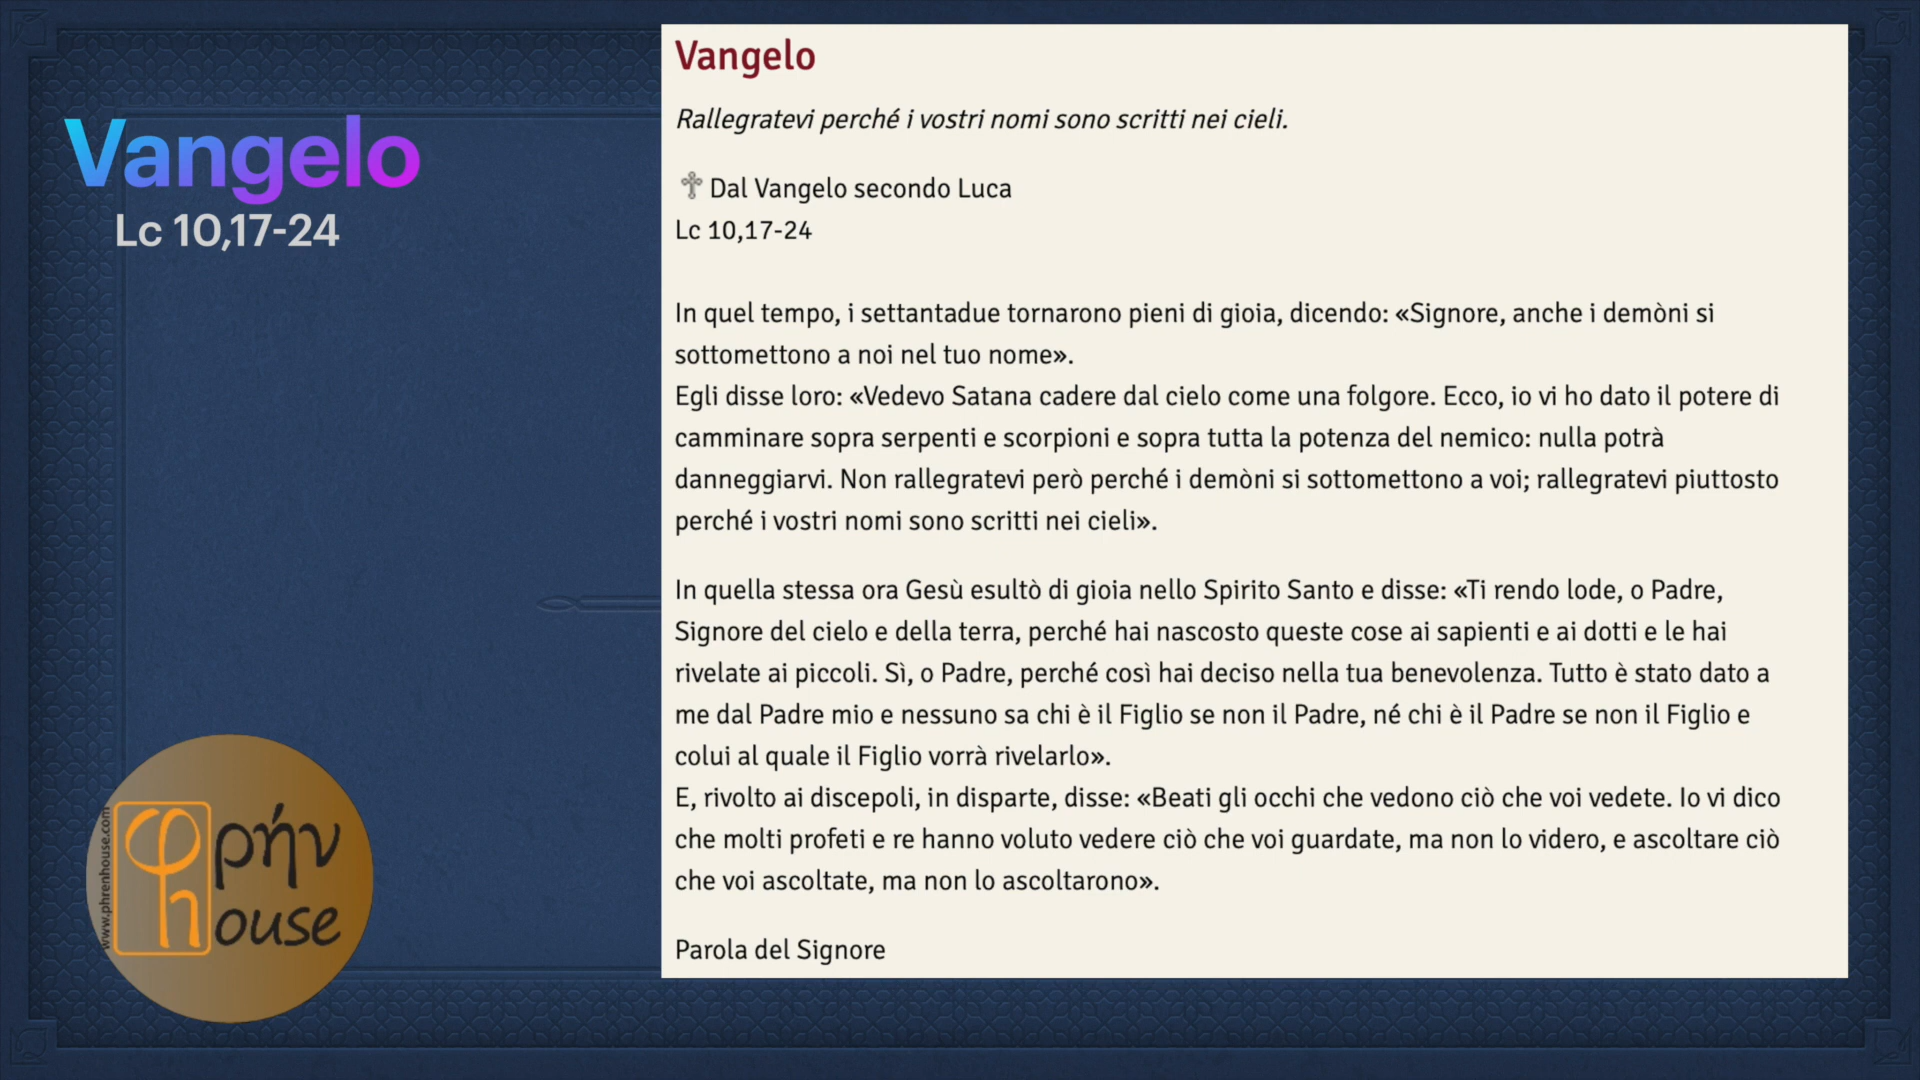 Vangelo
Lc 10,17-24
Vangelo
Rallegratevi perché i vostri nomi sono scritti nei cieli.
Dal Vangelo secondo Luca
Lc 10,17-24
In quel tempo, i settantadue tornarono pieni di gioia, dicendo: «Signore, anche i demòni si
sottomettono a noi nel tuo nome».
Egli disse loro: «Vedevo Satana cadere dal cielo come una folgore. Ecco, io vi ho dato il potere di
camminare sopra serpenti e scorpioni e sopra tutta la potenza del nemico: nulla potrà
danneggiarvi. Non rallegratevi però perché i demòni si sottomettono a voi; rallegratevi piuttosto
perché i vostri nomi sono scritti nei cieli».
In quella stessa ora Gesù esultò di gioia nello Spirito Santo e disse: «Ti rendo lode, o Padre,
Signore del cielo e della terra, perché hai nascosto queste cose ai sapienti e ai dotti e le hai
rivelate ai piccoli. Sì, o Padre, perché così hai deciso nella tua benevolenza. Tutto è stato dato a
me dal Padre mio e nessuno sa chi è il Figlio se non il Padre, né chi è il Padre se non il Figlio e
colui al quale il Figlio vorrà rivelarlo».
E, rivolto ai discepoli, in disparte, disse: «Beati gli occhi che vedono ciò che voi vedete. Io vi dico
che molti profeti e re hanno voluto vedere ciò che voi guardate, ma non lo videro, e ascoltare ciò
che voi ascoltate, ma non lo ascoltarono».
Parola del Signore
www.phrenhouse.com
φρήν
house